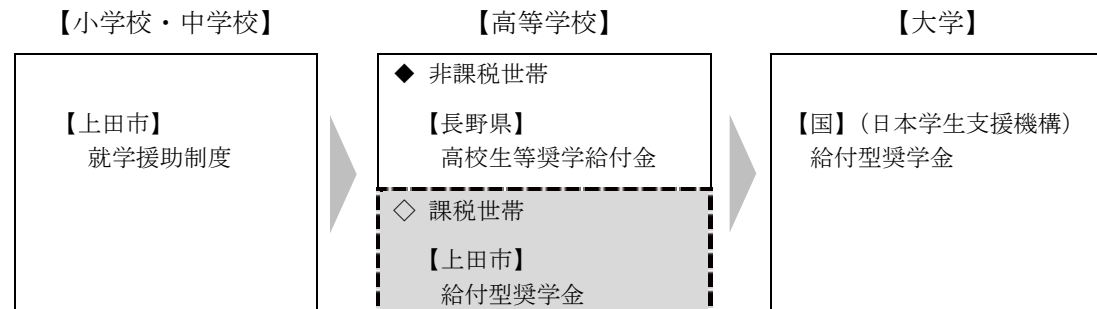 【小学校・中学校】
【高等学校】
【大学】
【上田市】
就学援助制度
◆ 非課税世帯
【長野県】
高校生等奨学給付金
◇ 課税世帯
【上田市】
給付型奨学金
【国】（日本学生支援機構）
給付型奨学金